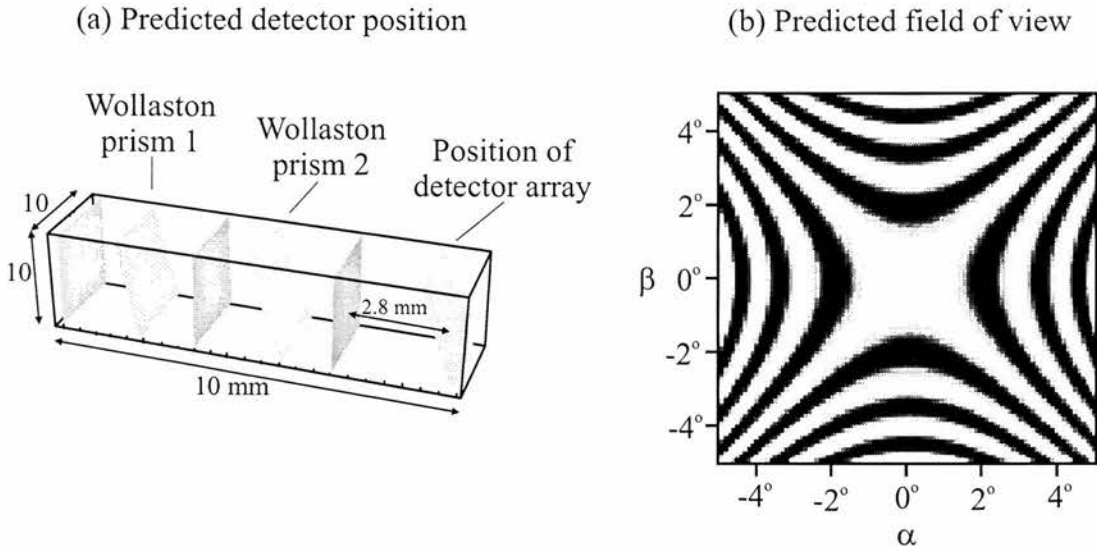 (a) Predicted detector position
Wollaston
prism 1
Wollaston
prism 2
Position of
detector array
10
10
2.8 mm
10 mm
(b) Predicted field of view
4°
2°
β 0°
-2°
-4°
-4° -2° 0° 2° 4°
α